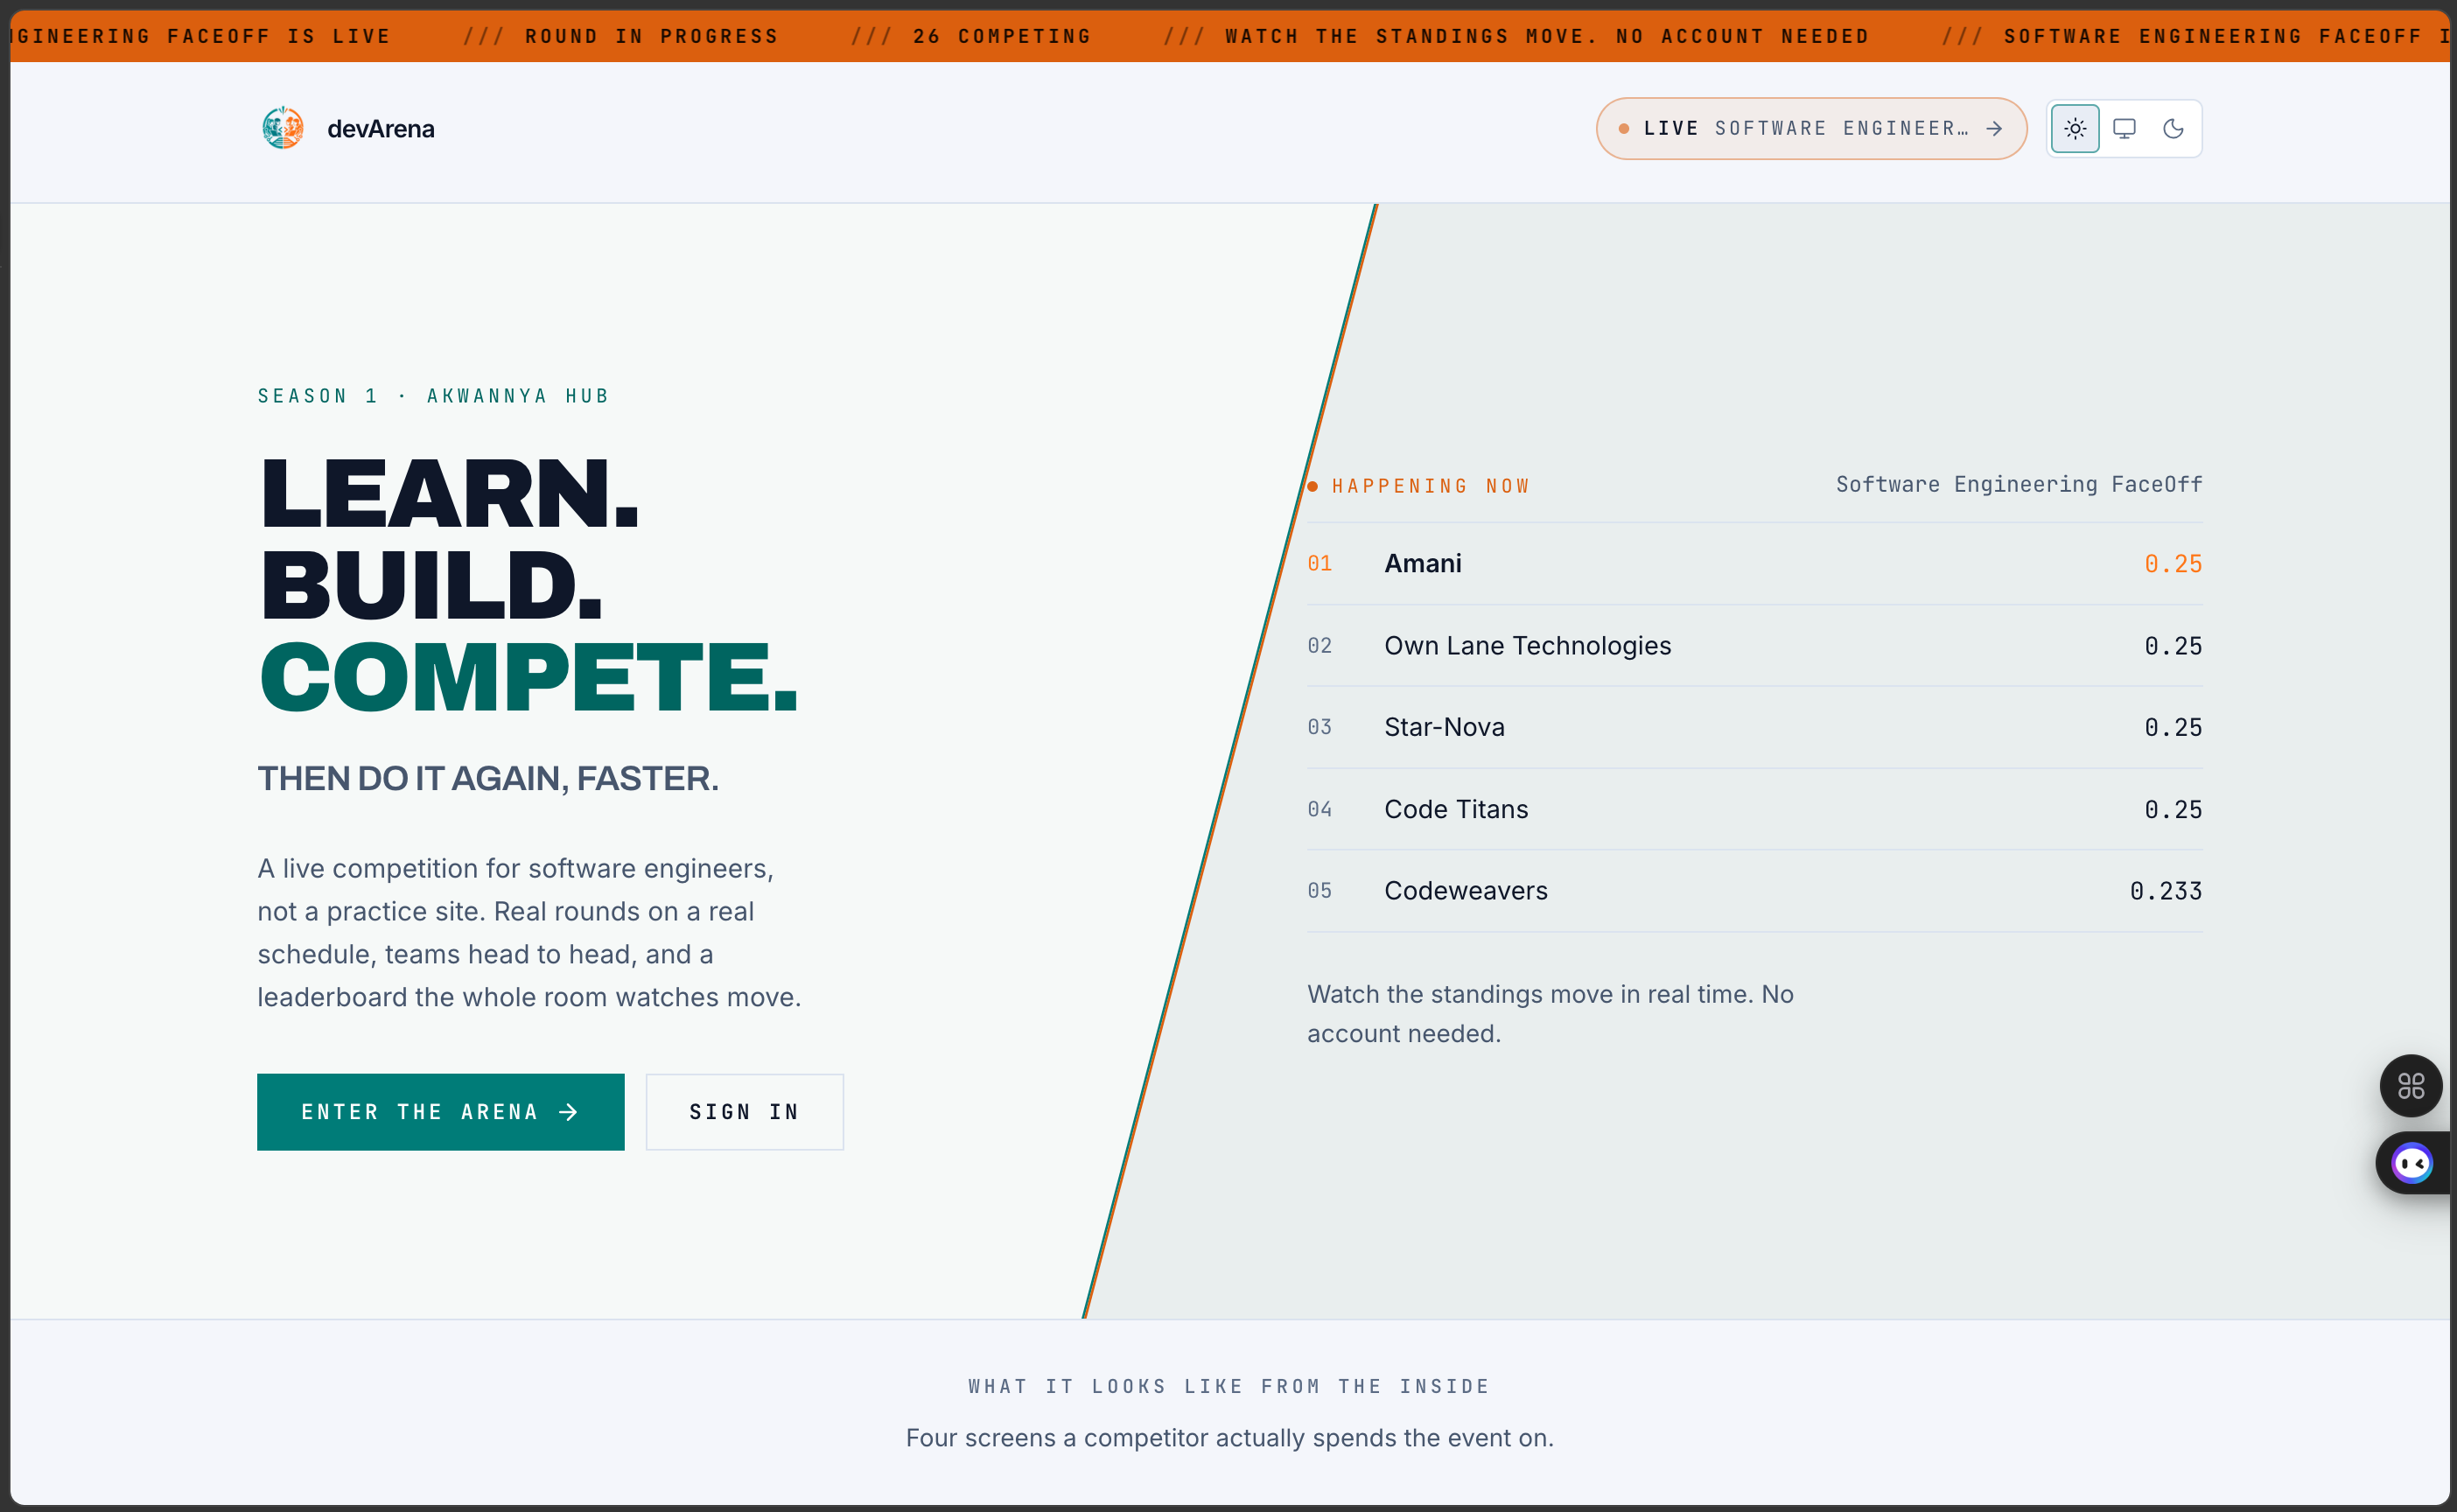 GINEERING FACEOFF IS LIVE /// ROUND IN PROGRESS /// 26 COMPETING /// WATCH THE STANDINGS MOVE. NO ACCOUNT NEEDED /// SOFTWARE ENGINEERING FACEOFF
devArena
LIVE SOFTWARE ENGINEER… →
SEASON 1 · AKWANNYA HUB
LEARN.
BUILD.
COMPETE.
THEN DO IT AGAIN, FASTER.
A live competition for software engineers,
not a practice site. Real rounds on a real
schedule, teams head to head, and a
leaderboard the whole room watches move.
ENTER THE ARENA →
SIGN IN
HAPPENING NOW Software Engineering FaceOff
01 Amani 0.25
02 Own Lane Technologies 0.25
03 Star-Nova 0.25
04 Code Titans 0.25
05 Codeweavers 0.233
Watch the standings move in real time. No
account needed.
WHAT IT LOOKS LIKE FROM THE INSIDE
Four screens a competitor actually spends the event on.